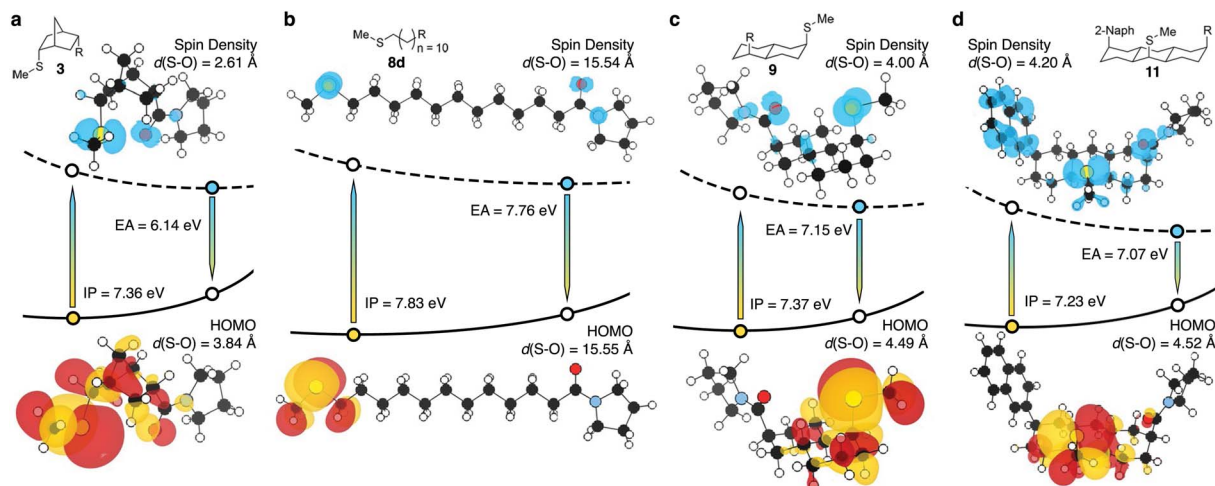 a
R
MeS
3
Spin Density
d(S-O) = 2.61 Å
EA = 6.14 eV
IP = 7.36 eV
HOMO
d(S-O) = 3.84 Å
b
MeS
R
n = 10
8d
Spin Density
d(S-O) = 15.54 Å
EA = 7.76 eV
IP = 7.83 eV
HOMO
d(S-O) = 15.55 Å
c
SMe
R
9
Spin Density
d(S-O) = 4.00 Å
EA = 7.15 eV
IP = 7.37 eV
HOMO
d(S-O) = 4.49 Å
d
2-Naph
SMe
R
11
Spin Density
d(S-O) = 4.20 Å
EA = 7.07 eV
IP = 7.23 eV
HOMO
d(S-O) = 4.52 Å